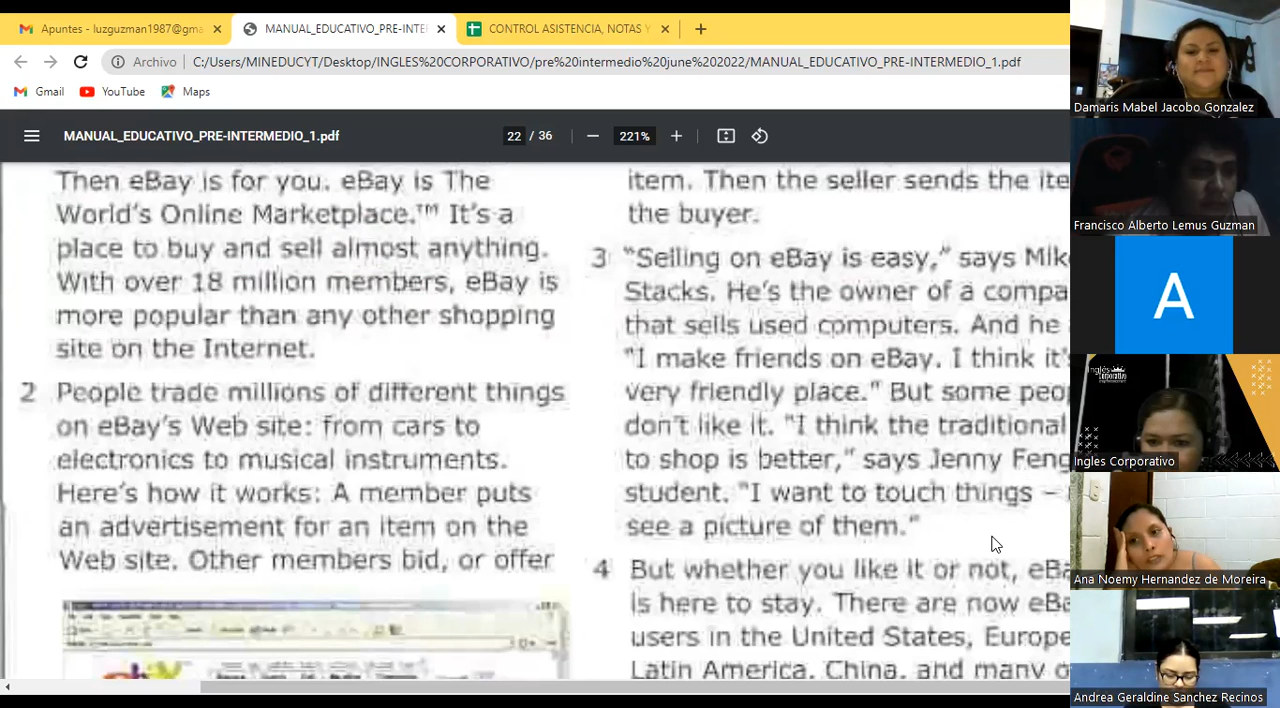 Apuntes - luzguzman1987@gma
MANUAL_EDUCATIVO_PRE-INTER
CONTROL ASISTENCIA, NOTAS Y
Archivo
C:/Users/MINEDUCYT/Desktop/INGLES%20CORPORATIVO/pre%20intermedio%20june%202022/MANUAL_EDUCATIVO_PRE-INTERMEDIO_1.pdf
Gmail
YouTube
Maps
MANUAL_EDUCATIVO_PRE-INTERMEDIO_1.pdf
22 / 36
221%
Then eBay is for you. eBay is The
World's Online Marketplace.™ It's a
place to buy and sell almost anything.
With over 18 million members, eBay is
more popular than any other shopping
site on the Internet.
2 People trade millions of different things
on eBay's Web site: from cars to
electronics to musical instruments.
Here's how it works: A member puts
an advertisement for an item on the
Web site. Other members bid, or offer
item. Then the seller sends the ite
the buyer.
3 "Selling on eBay is easy," says Mik
Stacks. He's the owner of a compa
that sells used computers. And he
"I make friends on eBay. I think it's
very friendly place." But some peop
don't like it. "I think the traditional
to shop is better," says Jenny Feng
student. "I want to touch things –
see a picture of them."
4 But whether you like it or not, eBa
is here to stay. There are now eBa
users in the United States, Europe
Latin America, China, and many o
Damaris Mabel Jacobo Gonzalez
Francisco Alberto Lemus Guzman
A
Inglés
Corporativo
Ingles Corporativo
Ana Noemy Hernandez de Moreira
Andrea Geraldine Sanchez Recinos